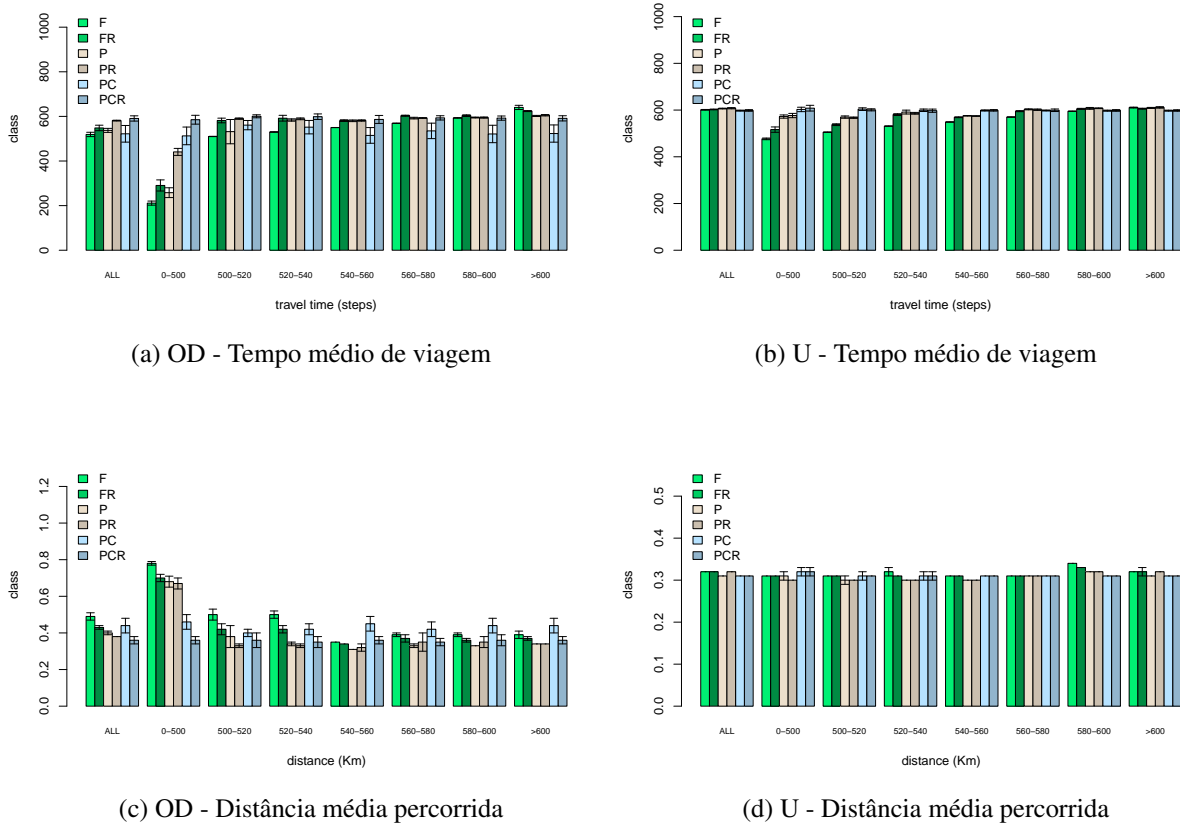 F
FR
P
PR
PC
PCR
class
0
200
400
600
800
1000
ALL 0−500 500−520 520−540 540−560 560−580 580−600 >600
travel time (steps)
(a) OD - Tempo médio de viagem
F
FR
P
PR
PC
PCR
class
0
200
400
600
800
1000
ALL 0−500 500−520 520−540 540−560 560−580 580−600 >600
travel time (steps)
(b) U - Tempo médio de viagem
F
FR
P
PR
PC
PCR
class
0.0
0.2
0.4
0.6
0.8
1.0
1.2
ALL 0−500 500−520 520−540 540−560 560−580 580−600 >600
distance (Km)
(c) OD - Distância média percorrida
F
FR
P
PR
PC
PCR
class
0.0
0.1
0.2
0.3
0.4
0.5
ALL 0−500 500−520 520−540 540−560 560−580 580−600 >600
distance (Km)
(d) U - Distância média percorrida